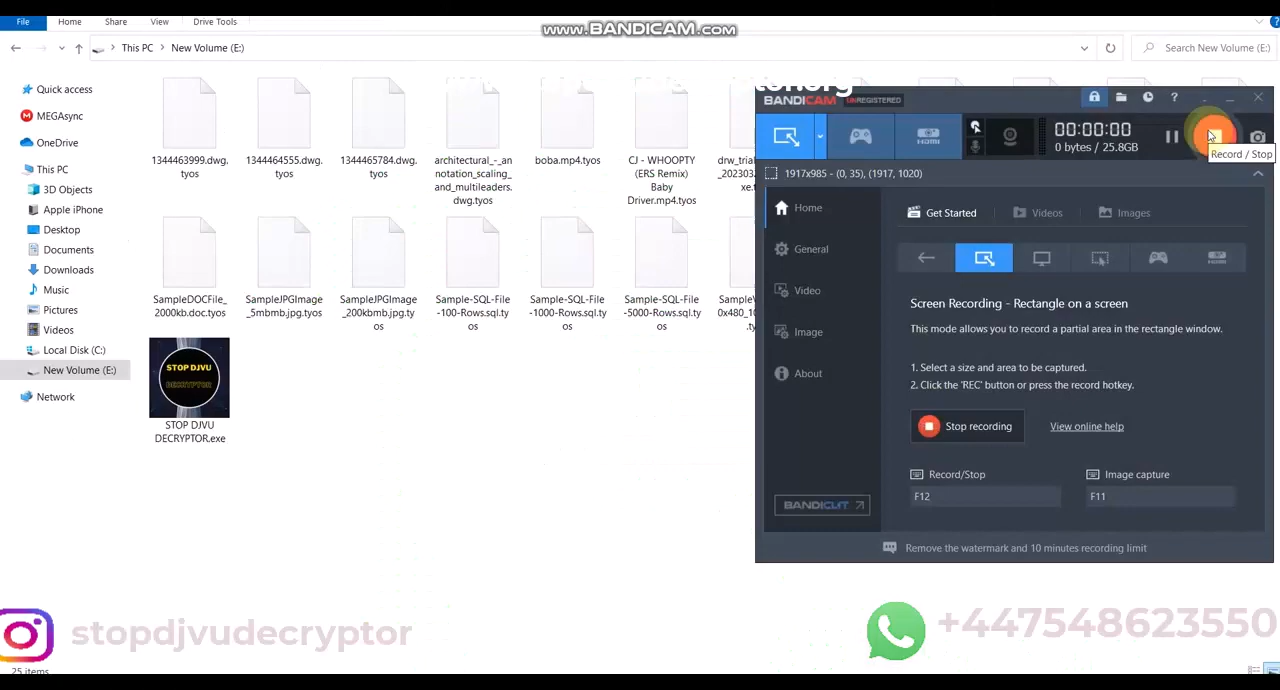 File Home Share View Drive Tools
www.BANDICAM.com
This PC New Volume (E:)
Search New Volume (E:)
Quick access
MEGAsync
OneDrive
This PC
3D Objects
Apple iPhone
Desktop
Documents
Downloads
Music
Pictures
Videos
Local Disk (C:)
New Volume (E:)
Network
1344463999.dwg.
tyos
1344464555.dwg.
tyos
1344465784.dwg.
tyos
architectural_-_an
notation_scaling_
and_multileaders.
dwg.tyos
boba.mp4.tyos
CJ - WHOOPTY
(ERS Remix)
Baby
Driver.mp4.tyos
SampleDOCFile_
2000kb.doc.tyos
SampleJPGImage
_5mbmb.jpg.tyos
SampleJPGImage
_200kbmb.jpg.ty
os
Sample-SQL-File
-100-Rows.sql.ty
os
Sample-SQL-File
-1000-Rows.sql.ty
os
Sample-SQL-File
-5000-Rows.sql.ty
os
STOP DJVU
DECRYPTOR
STOP DJVU
DECRYPTOR.exe
tor.org
BANDICAM UNREGISTERED
HDMI
00:00:00
0 bytes / 25.8GB
Record / Stop
1917x985 - (0, 35), (1917, 1020)
Home
General
Video
Image
About
BANDICUT
Get Started Videos Images
HDMI
Screen Recording - Rectangle on a screen
This mode allows you to record a partial area in the rectangle window.
1. Select a size and area to be captured.
2. Click the 'REC' button or press the record hotkey.
Stop recording View online help
Record/Stop Image capture
F12 F11
Remove the watermark and 10 minutes recording limit
stopdjvudecryptor
+447548623550
25 items